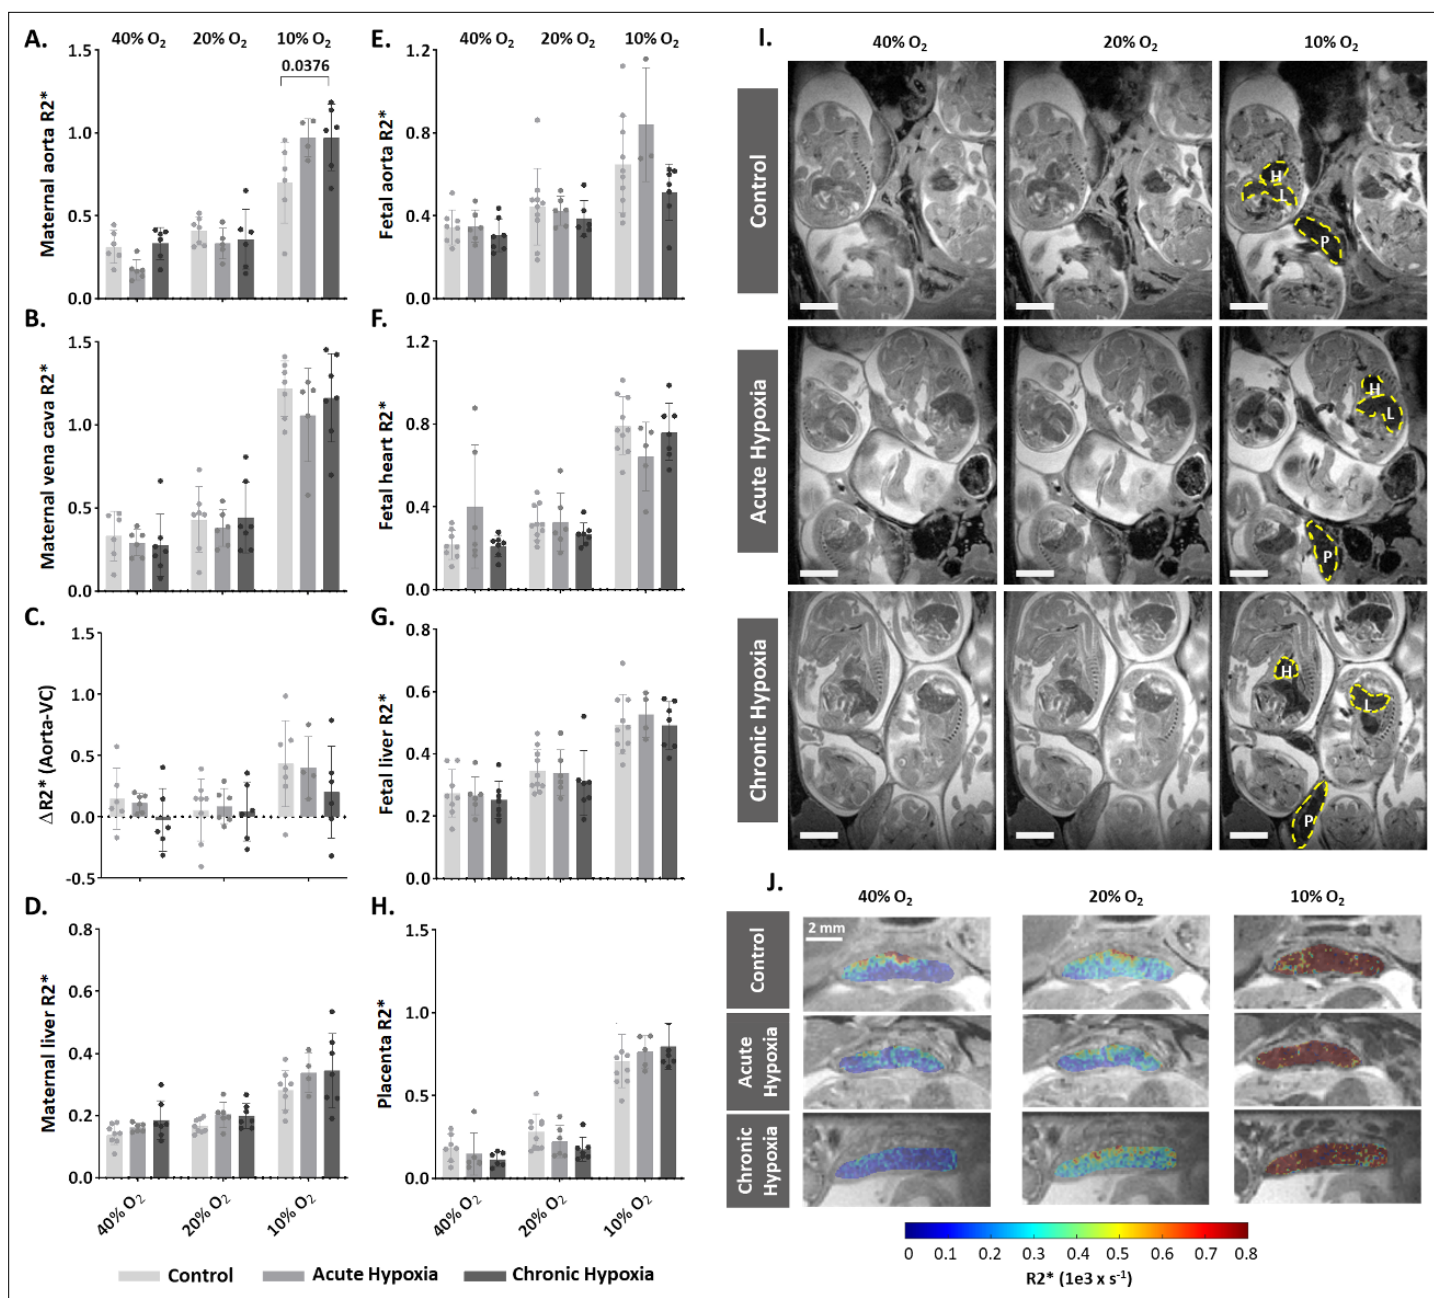 A.
40% O2
20% O2
10% O2
0.0376
Maternal aorta R2*
1.5
1.0
0.5
0.0
B.
Maternal vena cava R2*
1.5
1.0
0.5
0.0
C.
ΔR2* (Aorta-VC)
1.5
1.0
0.5
0.0
-0.5
D.
Maternal liver R2*
0.8
0.6
0.4
0.2
0.0
40% O2
20% O2
10% O2
E.
40% O2
20% O2
10% O2
Fetal aorta R2*
1.2
0.8
0.4
0.0
F.
Fetal heart R2*
1.2
0.8
0.4
0.0
G.
Fetal liver R2*
0.8
0.6
0.4
0.2
0.0
H.
Placenta R2*
1.5
1.0
0.5
0.0
40% O2
20% O2
10% O2
Control
Acute Hypoxia
Chronic Hypoxia
I.
40% O2
20% O2
10% O2
Control
H
L
P
Acute Hypoxia
H
L
P
Chronic Hypoxia
H
L
P
J.
40% O2
20% O2
10% O2
Control
2 mm
Acute
Hypoxia
Chronic
Hypoxia
0 0.1 0.2 0.3 0.4 0.5 0.6 0.7 0.8
R2* (1e3 x s-1)